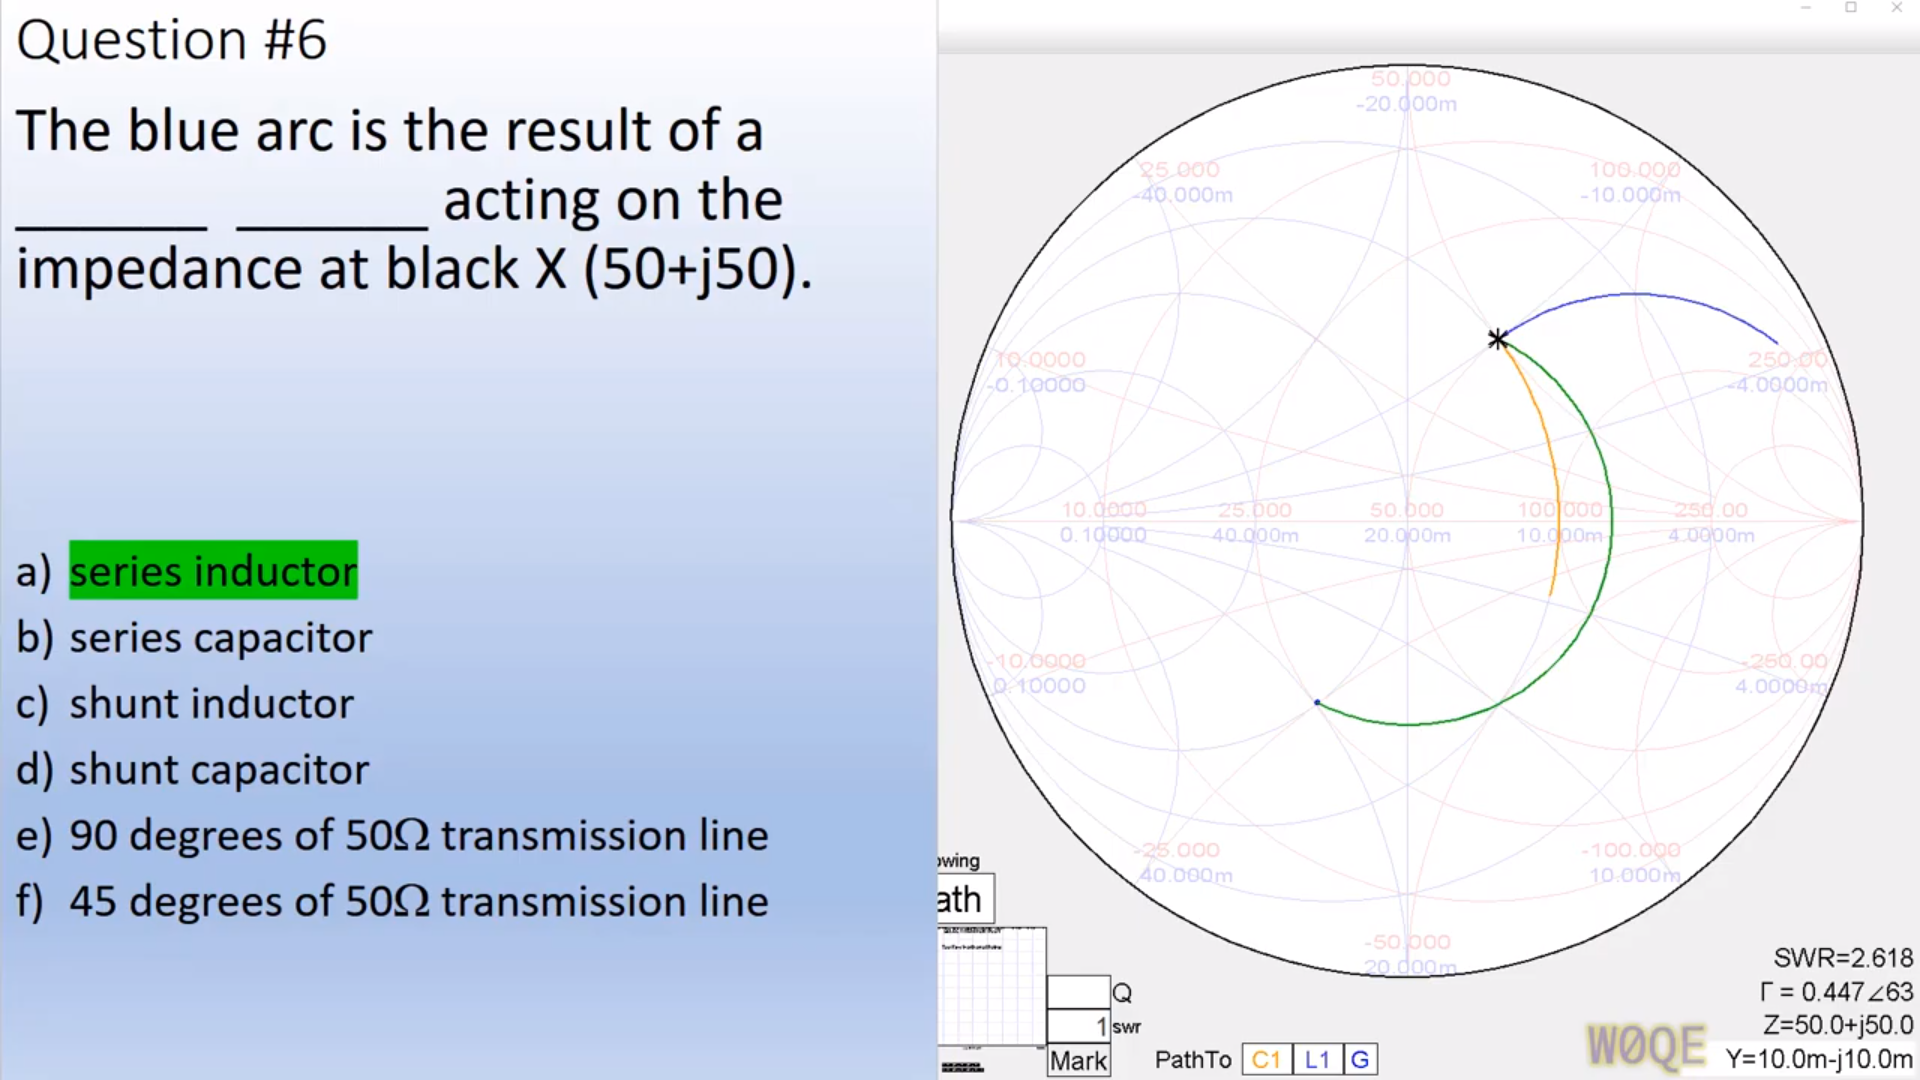 Question #6
The blue arc is the result of a
______ ______ acting on the
impedance at black X (50+j50).
a) series inductor
b) series capacitor
c) shunt inductor
d) shunt capacitor
e) 90 degrees of 50Ω transmission line
f) 45 degrees of 50Ω transmission line
50.000
-20.000m
25.000
-40.000m
100.000
-10.000m
10.0000
-0.10000
250.00
-4.0000m
10.0000 25.000 50.000 100.000 250.00
0.10000 40.000m 20.000m 10.000m 4.0000m
-10.0000
0.10000
-250.00
4.0000m
-25.000
40.000m
-100.000
10.000m
-50.000
20.000m
owing
ath
Q
1 swr
Mark
PathTo C1 L1 G
W0QE
SWR=2.618
Γ = 0.447∠63
Z=50.0+j50.0
Y=10.0m-j10.0m